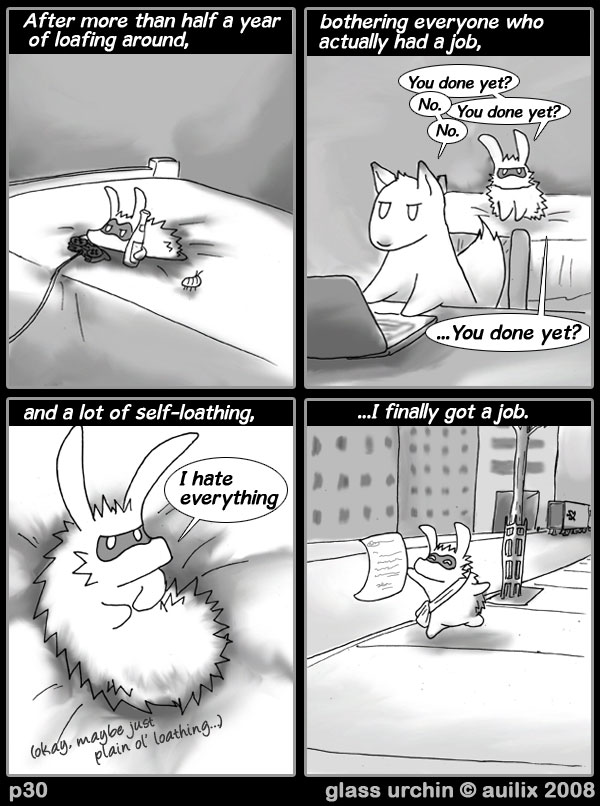 After more than half a year
of loafing around,
bothering everyone who
actually had a job,
You done yet?
No.
You done yet?
No.
...You done yet?
and a lot of self-loathing,
I hate
everything
(okay, maybe just
plain ol' loathing...)
...I finally got a job.
p30
glass urchin © auilix 2008